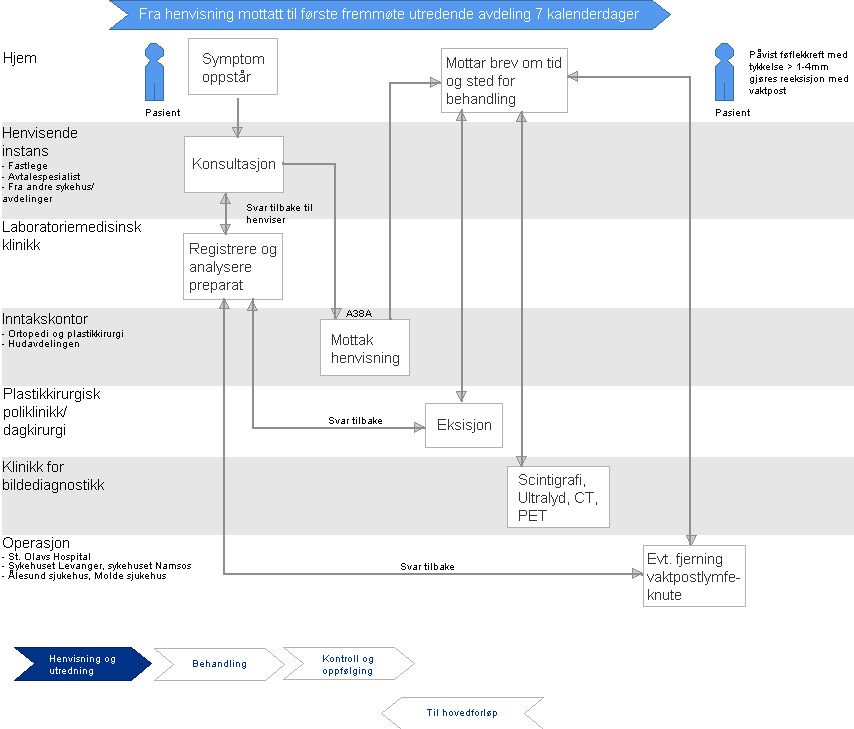 Fra henvisning mottatt til første fremmøte utredende avdeling 7 kalenderdager
Hjem
Pasient
Symptom
oppstår
Mottar brev om tid
og sted for
behandling
Pasient
Påvist føflekkreft med
tykkelse > 1-4mm
gjøres reeksisjon med
vaktpost
Henvisende
instans
- Fastlege
- Avtalespesialist
- Fra andre sykehus/
avdelinger
Konsultasjon
Svar tilbake til
henviser
Laboratoriemedisinsk
klinikk
Registrere og
analysere
preparat
Inntakskontor
- Ortopedi og plastikkirurgi
- Hudavdelingen
A38A
Mottak
henvisning
Plastikkirurgisk
poliklinikk/
dagkirurgi
Svar tilbake
Eksisjon
Klinikk for
bildediagnostikk
Scintigrafi,
Ultralyd, CT,
PET
Operasjon
- St. Olavs Hospital
- Sykehuset Levanger, sykehuset Namsos
- Ålesund sjukehus, Molde sjukehus
Svar tilbake
Evt. fjerning
vaktpostlymfe-
knute
Henvisning og
utredning
Behandling
Kontroll og
oppfølging
Til hovedforløp